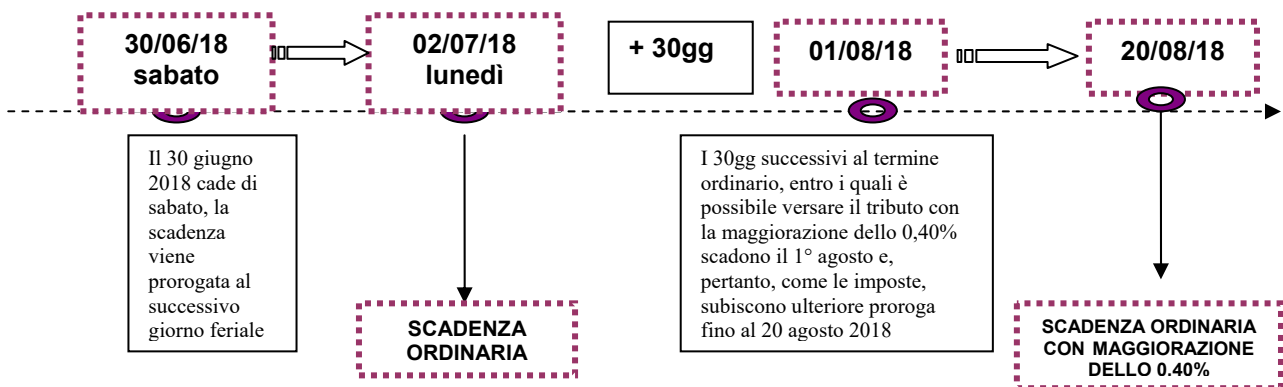 30/06/18
sabato
02/07/18
lunedì
+ 30gg
01/08/18
20/08/18
Il 30 giugno
2018 cade di
sabato, la
scadenza
viene
prorogata al
successivo
giorno feriale
SCADENZA
ORDINARIA
I 30gg successivi al termine
ordinario, entro i quali è
possibile versare il tributo con
la maggiorazione dello 0,40%
scadono il 1° agosto e,
pertanto, come le imposte,
subiscono ulteriore proroga
fino al 20 agosto 2018
SCADENZA ORDINARIA
CON MAGGIORAZIONE
DELLO 0.40%